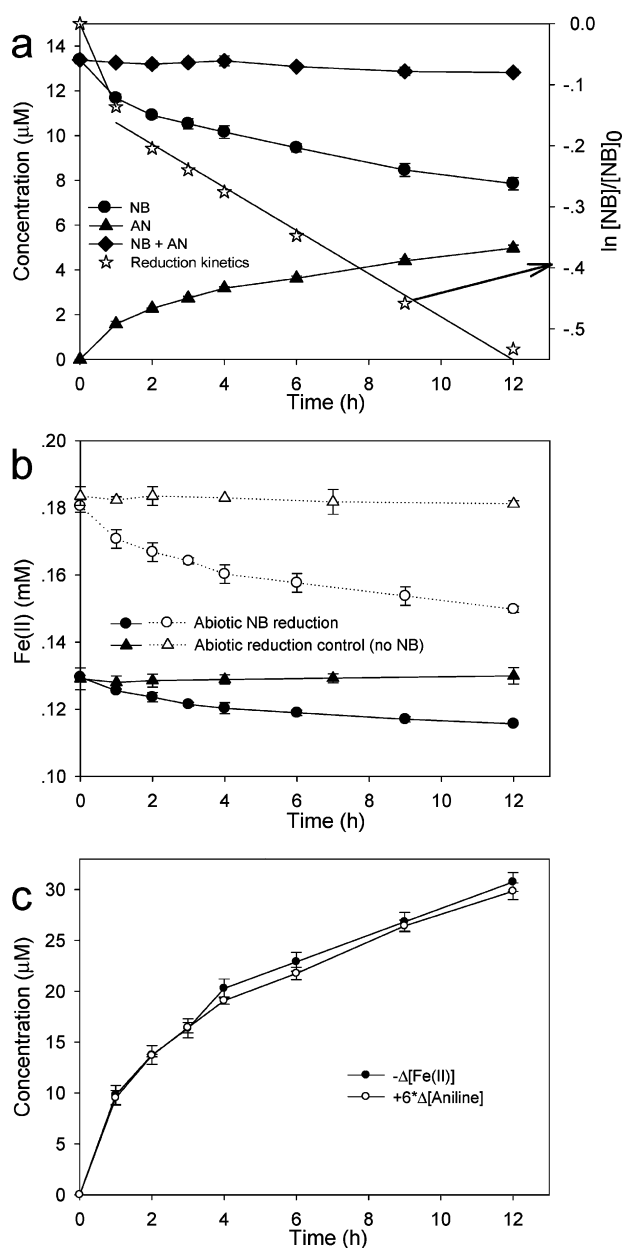 a
Concentration (μM)
14
12
10
8
6
4
2
0
0.0
-.1
-.2
-.3
-.4
-.5
ln [NB]/[NB]0
NB
AN
NB + AN
Reduction kinetics
0 2 4 6 8 10 12
Time (h)
b
Fe(II) (mM)
.20
.18
.16
.14
.12
.10
Abiotic NB reduction
Abiotic reduction control (no NB)
0 2 4 6 8 10 12
Time (h)
c
Concentration (μM)
30
25
20
15
10
5
0
-Δ[Fe(II)]
+6*Δ[Aniline]
0 2 4 6 8 10 12
Time (h)